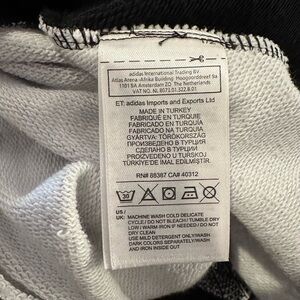 adidas International Trading BV
Atlas Arena-Afrika Building Hoogoorddreef 9a
1101 BA Amsterdam ZO The Netherlands
VAT NO. NL 8071.01.322.B.01
ET: adidas Imports and Exports Ltd
MADE IN TURKEY
FABRIQUÉ EN TURQUIE
FABRICADO EN TURQUÍA
FABRICADO NA TURQUIA
GYÁRTVA: TÖRÖKORSZÁG
ПРОИЗВЕДЕНО В ТУРЦИЯ
СДЕЛАНО В ТУРЦИИ
PROIZVEDENO U TURSKOJ
TÜRKİYE'DE İMAL EDİLMİŞTİR.
RN# 88387 CA# 40312
30
US / UK: MACHINE WASH COLD DELICATE
CYCLE / DO NOT BLEACH / TUMBLE DRY
LOW / WARM IRON IF NEEDED / DO NOT
DRY CLEAN
USE MILD DETERGENT ONLY/WASH
DARK COLORS SEPARATELY/WASH
AND IRON INSIDE OUT